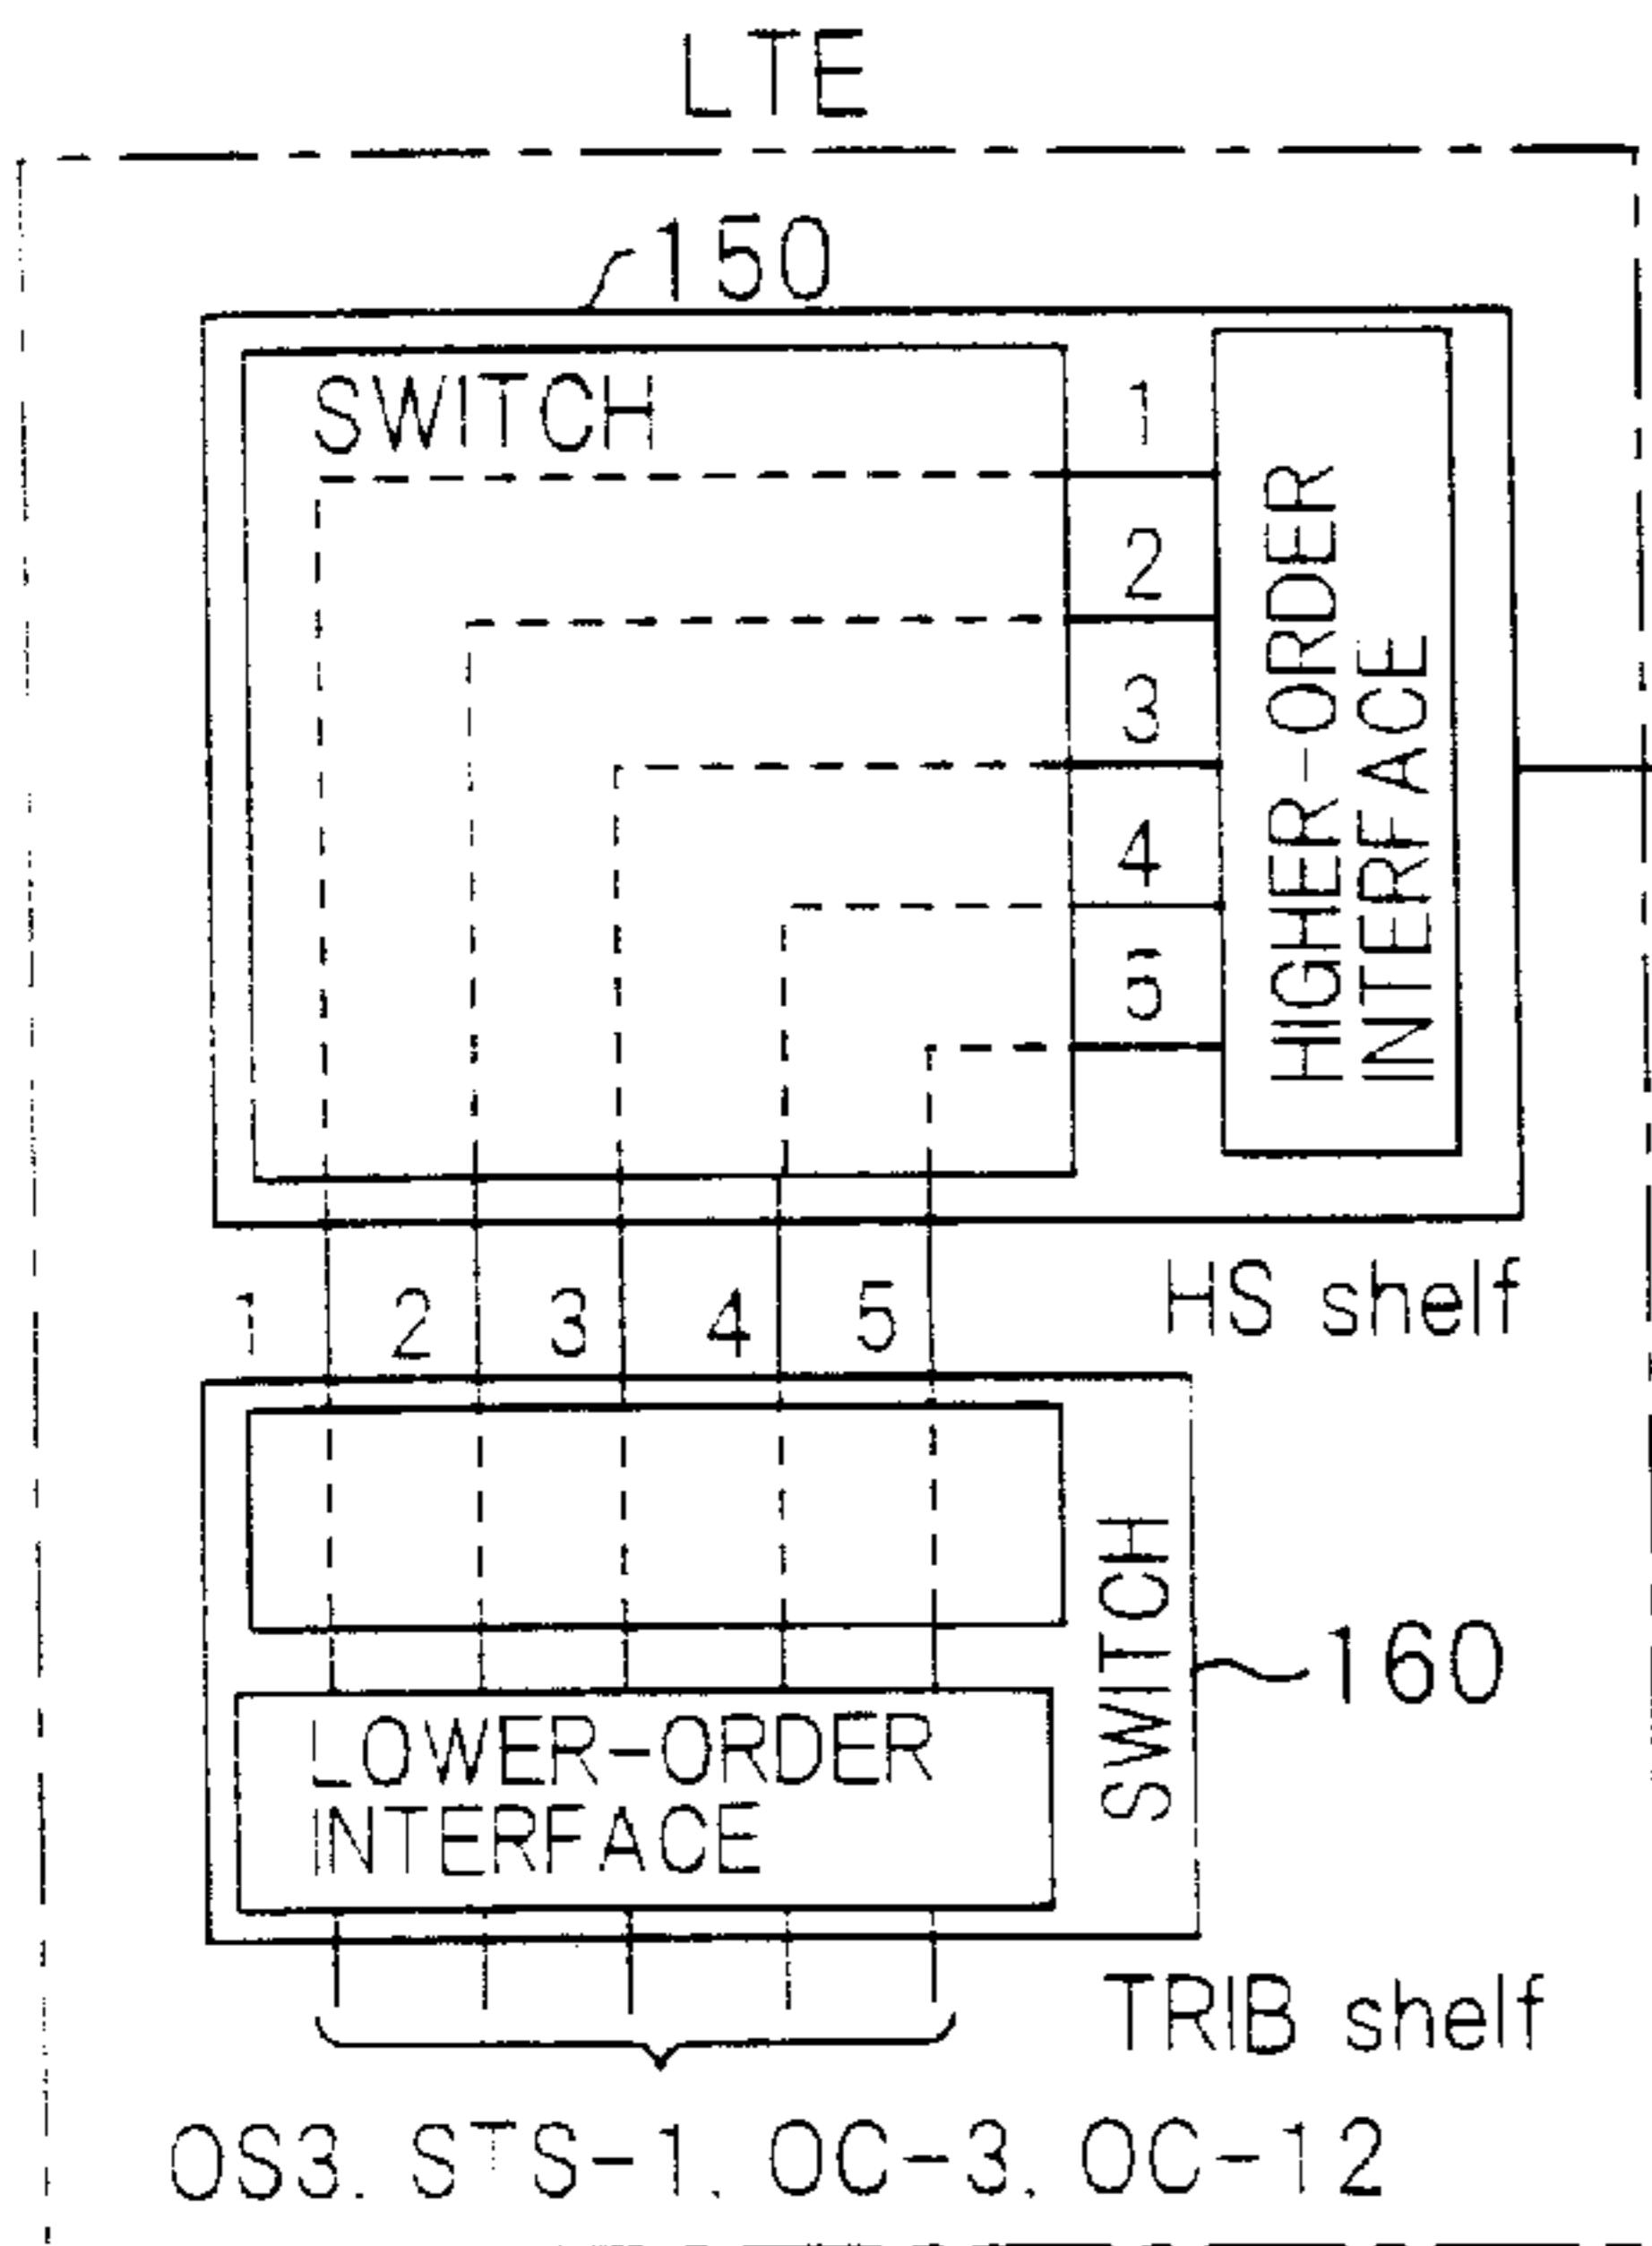 LTE
150
SWITCH
1
2
3
4
5
HIGHER-ORDER
INTERFACE
HS shelf
1 2 3 4 5
SWITCH
160
LOWER-ORDER
INTERFACE
TRIB shelf
OS3. STS-1. OC-3. OC-12